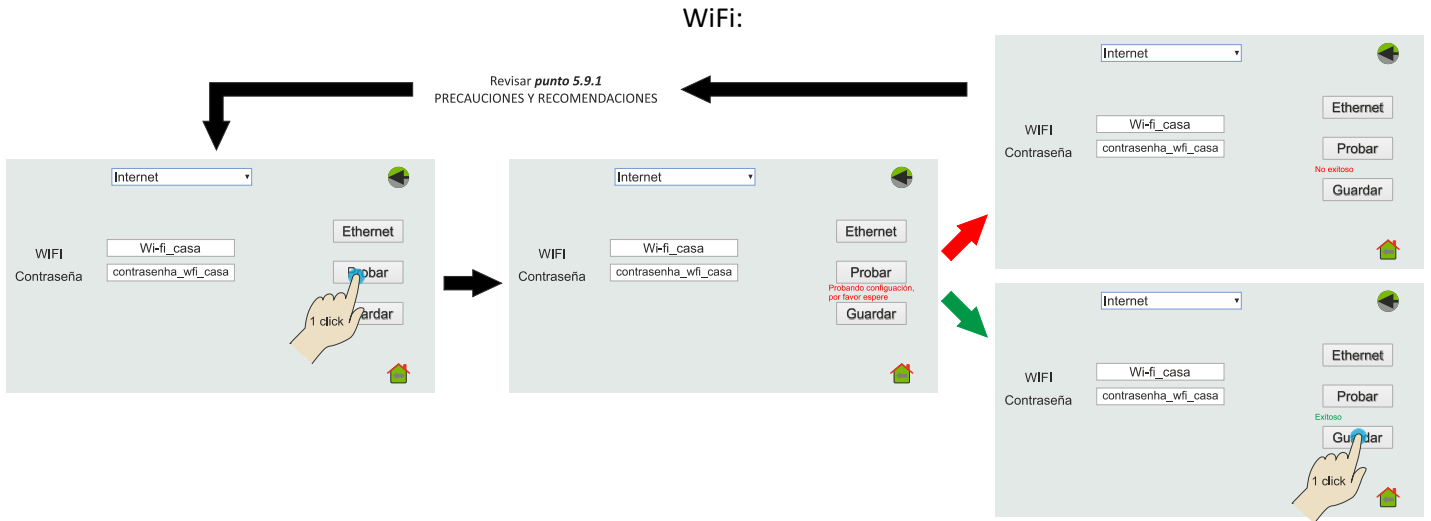 WiFi:
Revisar punto 5.9.1
PRECAUCIONES Y RECOMENDACIONES
Internet
Ethernet
WIFI
Wi-fi_casa
Contraseña
contrasenha_wfi_casa
Probar
1 click
Internet
Ethernet
WIFI
Wi-fi_casa
Contraseña
contrasenha_wfi_casa
Probar
Probando configuación,
por favor espere
Guardar
Internet
Ethernet
WIFI
Wi-fi_casa
Contraseña
contrasenha_wfi_casa
Probar
No exitoso
Guardar
Internet
Ethernet
WIFI
Wi-fi_casa
Contraseña
contrasenha_wfi_casa
Probar
Exitoso
Guardar
1 click